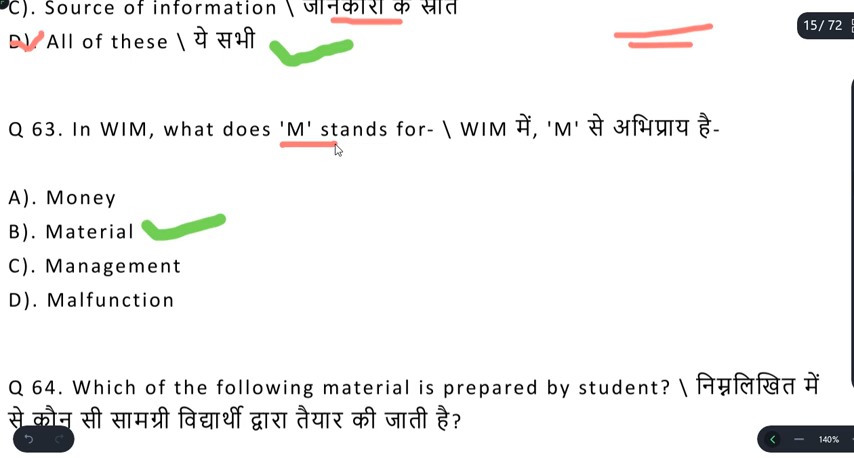 C). Source of information \ जानकारी के स्रोत
D). All of these \ ये सभी
15/ 72
Q 63. In WIM, what does 'M' stands for- \ WIM में, 'M' से अभिप्राय है-
A). Money
B). Material
C). Management
D). Malfunction
Q 64. Which of the following material is prepared by student? \ निम्नलिखित में
से कौन सी सामग्री विद्यार्थी द्वारा तैयार की जाती है?
140%